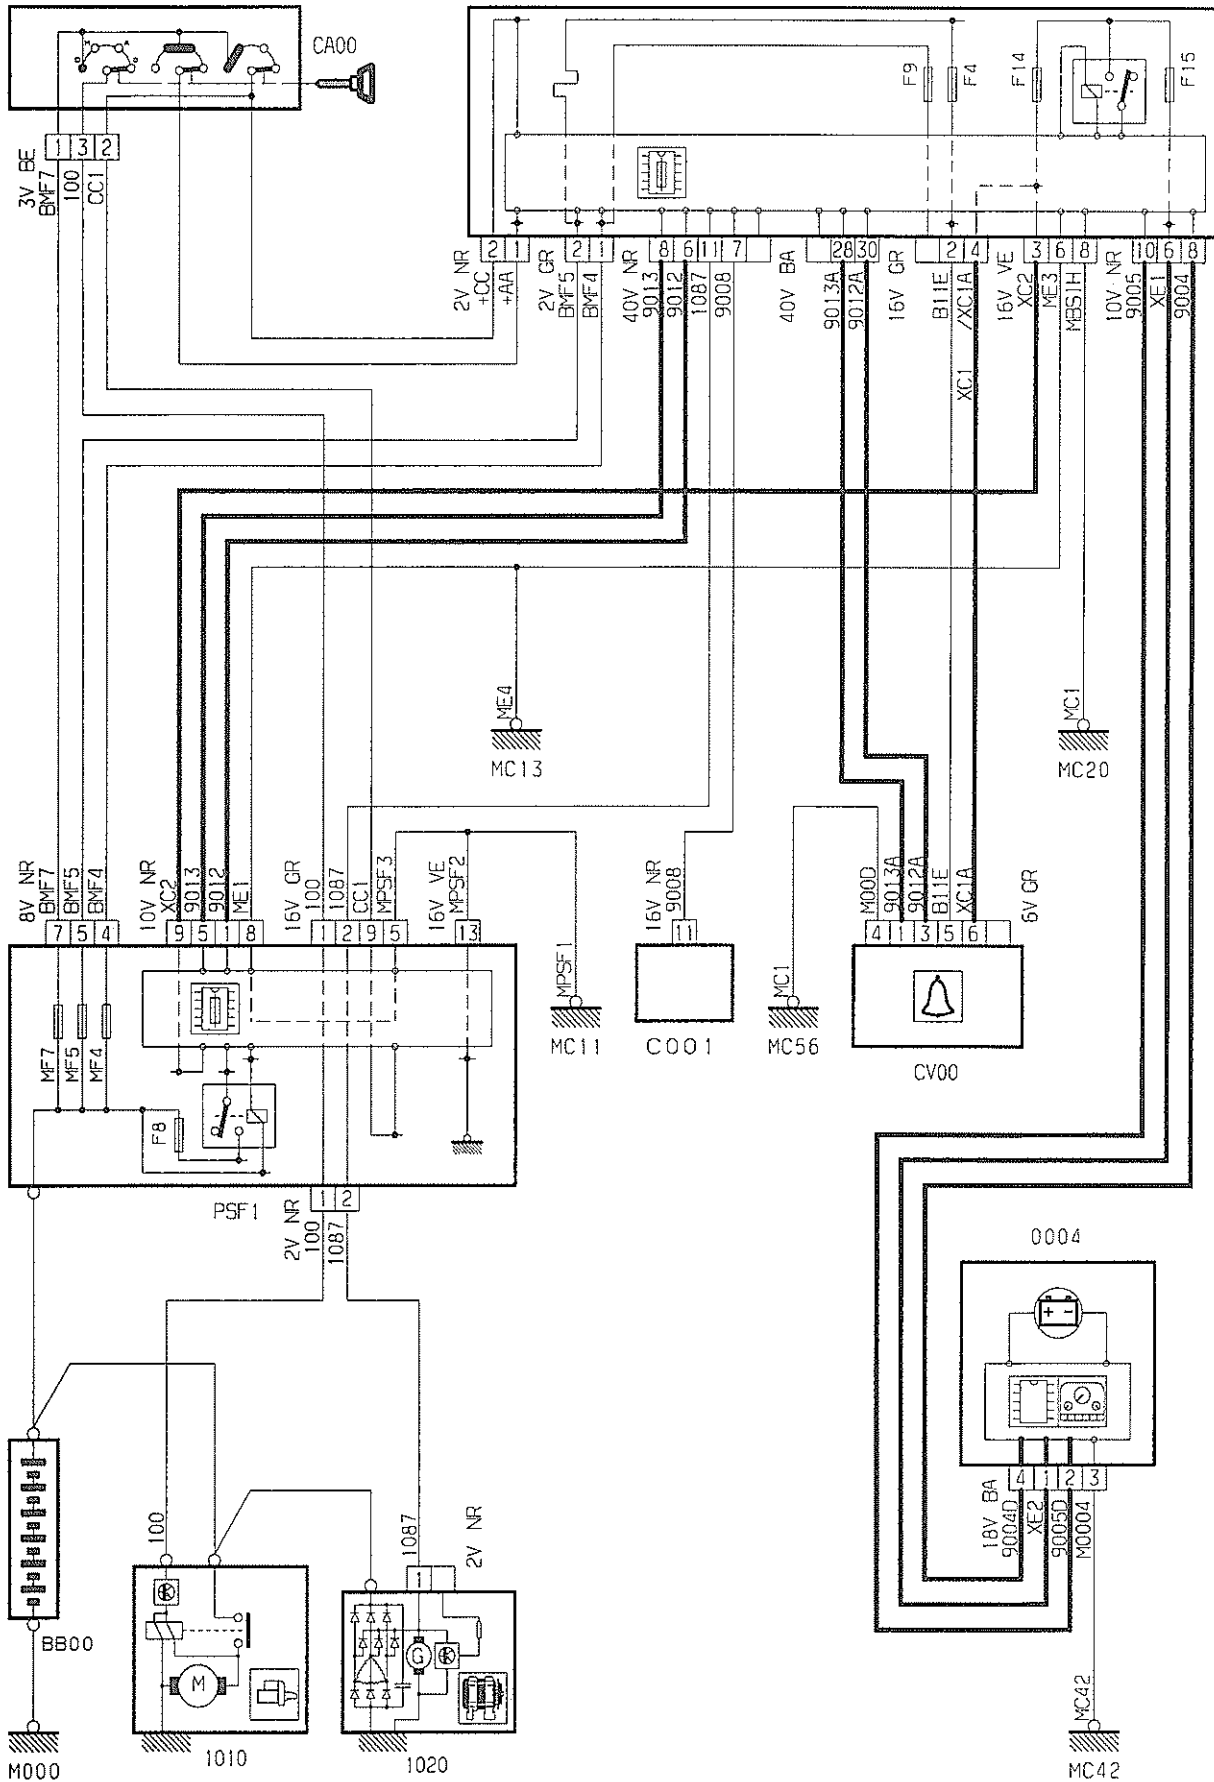 CA00
F9
F4
F14
F15
1 3 2
3V BE
BMF7
100
CC1
2 1
2 1
8 6 11 7
28 30
2 4
3 6 8
10 6 8
2V NR
+CC
+AA
2V GR
BMF5
BMF4
40V NR
9013
9012
1087
9008
40V BA
9013A
9012A
16V GR
B11E
XC1 /XC1A
16V VE
XC2
ME3
MBS1H
10V NR
9005
XE1
9004
ME4
MC13
MC1
MC20
8V NR
BMF7
BMF5
BMF4
10V NR
XC2
9013
9012
ME1
16V GR
100
1087
CC1
MPSF3
16V VE
MPSF2
16V NR
9008
M00D
9013A
9012A
B11E
XC1A
6V GR
7 5 4
9 5 1 8
1 2 9 5
13
11
4 1 3 5 6
MPSF1
MC11
C001
MC1
MC56
CV00
MF7
MF5
MF4
F8
PSF1
1 2
2V NR
100
1087
0004
+ -
4 1 2 3
18V BA
9004D
XE2
9005D
M0004
100
1087
2V NR
1
M
G
BB00
M000
1010
1020
MC42
MC42